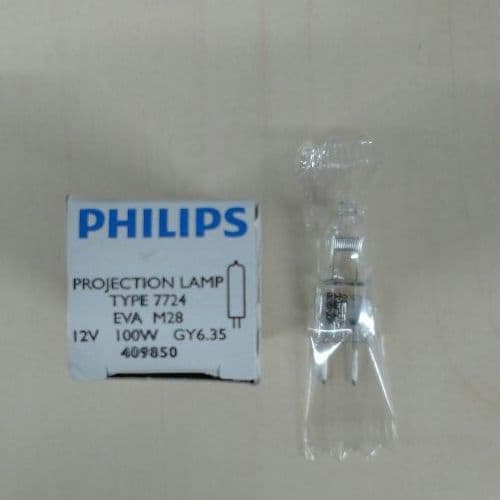 PHILIPS
PROJECTION LAMP
TYPE 7724
EVA M28
12V 100W GY6.35
409850